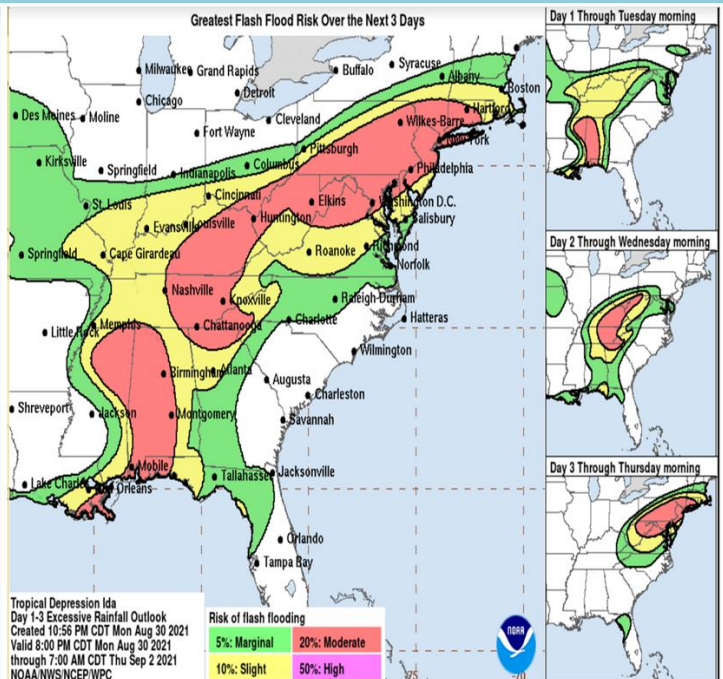 Greatest Flash Flood Risk Over the Next 3 Days
Day 1 Through Tuesday morning
Milwaukee
Grand Rapids
Buffalo
Syracuse
Albany
Boston
Chicago
Detroit
Hartford
Des Moines
Moline
Cleveland
Wilkes-Barre
Fort Wayne
New York
Pittsburgh
Kirksville
Springfield
Indianapolis
Columbus
Philadelphia
Cincinnati
Elkins
Washington D.C.
St. Louis
Huntington
Salisbury
Evansville
Louisville
Springfield
Cape Girardeau
Roanoke
Richmond
Norfolk
Day 2 Through Wednesday morning
Nashville
Knoxville
Raleigh-Durham
Little Rock
Memphis
Chattanooga
Charlotte
Hatteras
Wilmington
Birmingham
Atlanta
Augusta
Charleston
Shreveport
Jackson
Montgomery
Savannah
Mobile
Day 3 Through Thursday morning
Lake Charles
Orleans
Tallahassee
Jacksonville
Orlando
Tampa Bay
Tropical Depression Ida
Day 1-3 Excessive Rainfall Outlook
Created 10:56 PM CDT Mon Aug 30 2021
Valid 8:00 PM CDT Mon Aug 30 2021
through 7:00 AM CDT Thu Sep 2 2021
NOAA/NWS/NCEP/WPC
Risk of flash flooding
5%: Marginal
20%: Moderate
10%: Slight
50%: High
NOAA
-75
-70